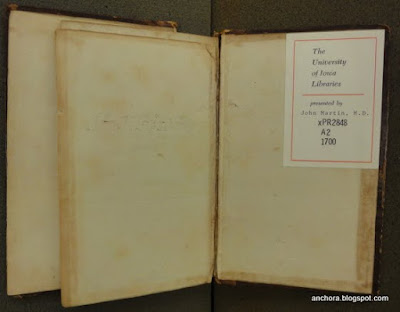 The
University
of Iowa
Libraries
presented by
John Martin, M.D.
xPR2848
A2
1700
anchora.blogspot.com